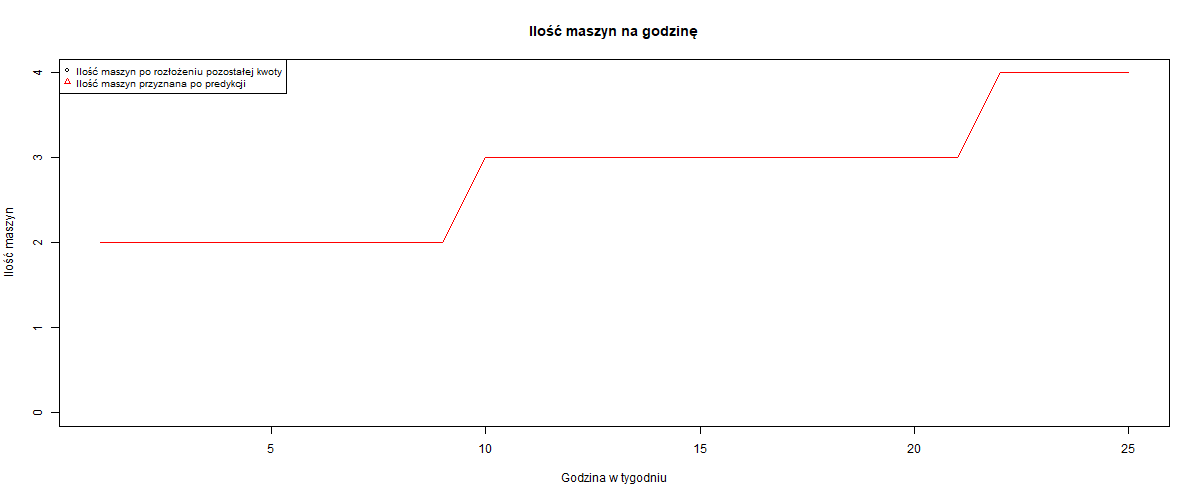 Ilość maszyn na godzinę
Ilość maszyn po rozłożeniu pozostałej kwoty
Ilość maszyn przyznana po predykcji
4
3
2
1
0
Ilość maszyn
5 10 15 20 25
Godzina w tygodniu